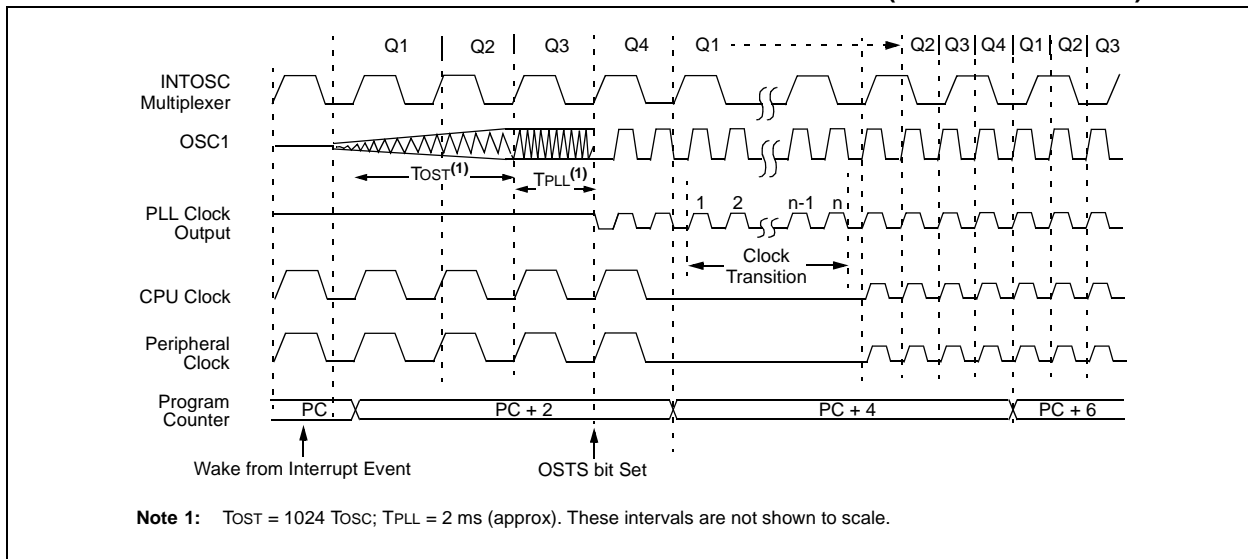 Q1 Q2 Q3 Q4 Q1 Q2 Q3 Q4 Q1 Q2 Q3
INTOSC
Multiplexer
OSC1
TOST(1) TPLL(1)
1 2 n-1 n
PLL Clock
Output
Clock
Transition
CPU Clock
Peripheral
Clock
Program
Counter
PC PC + 2 PC + 4 PC + 6
Wake from Interrupt Event OSTS bit Set
Note 1: TOST = 1024 TOSC; TPLL = 2 ms (approx). These intervals are not shown to scale.